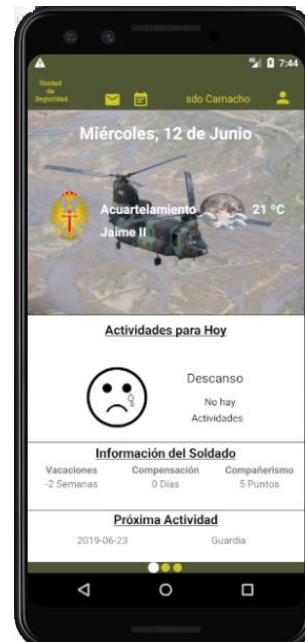 7:44
Unidad
de
Seguridad
sdo Camacho
Miércoles, 12 de Junio
Acuartelamiento
Jaime II
21 ºC
Actividades para Hoy
Descanso
No hay
Actividades
Información del Soldado
Vacaciones Compensación Compañerismo
-2 Semanas 0 Dias 5 Puntos
Próxima Actividad
2019-06-23 Guardia